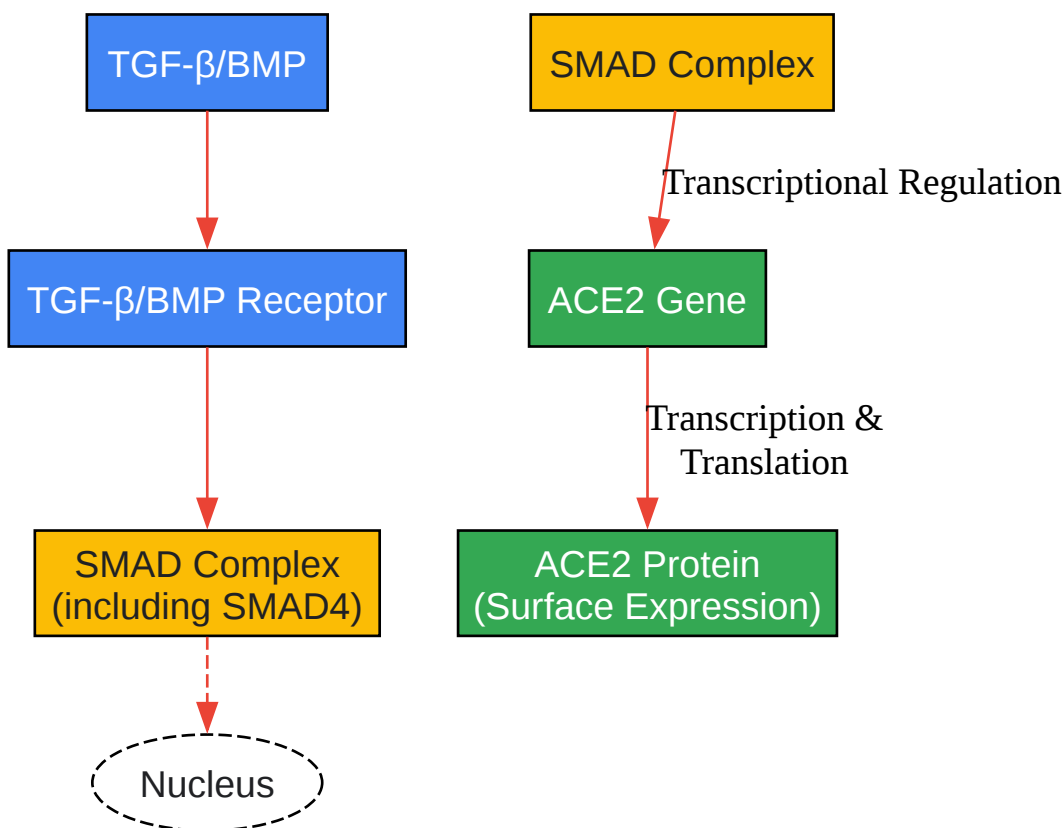 TGF-β/BMP
TGF-β/BMP Receptor
SMAD Complex
(including SMAD4)
Nucleus
SMAD Complex
Transcriptional Regulation
ACE2 Gene
Transcription &
Translation
ACE2 Protein
(Surface Expression)